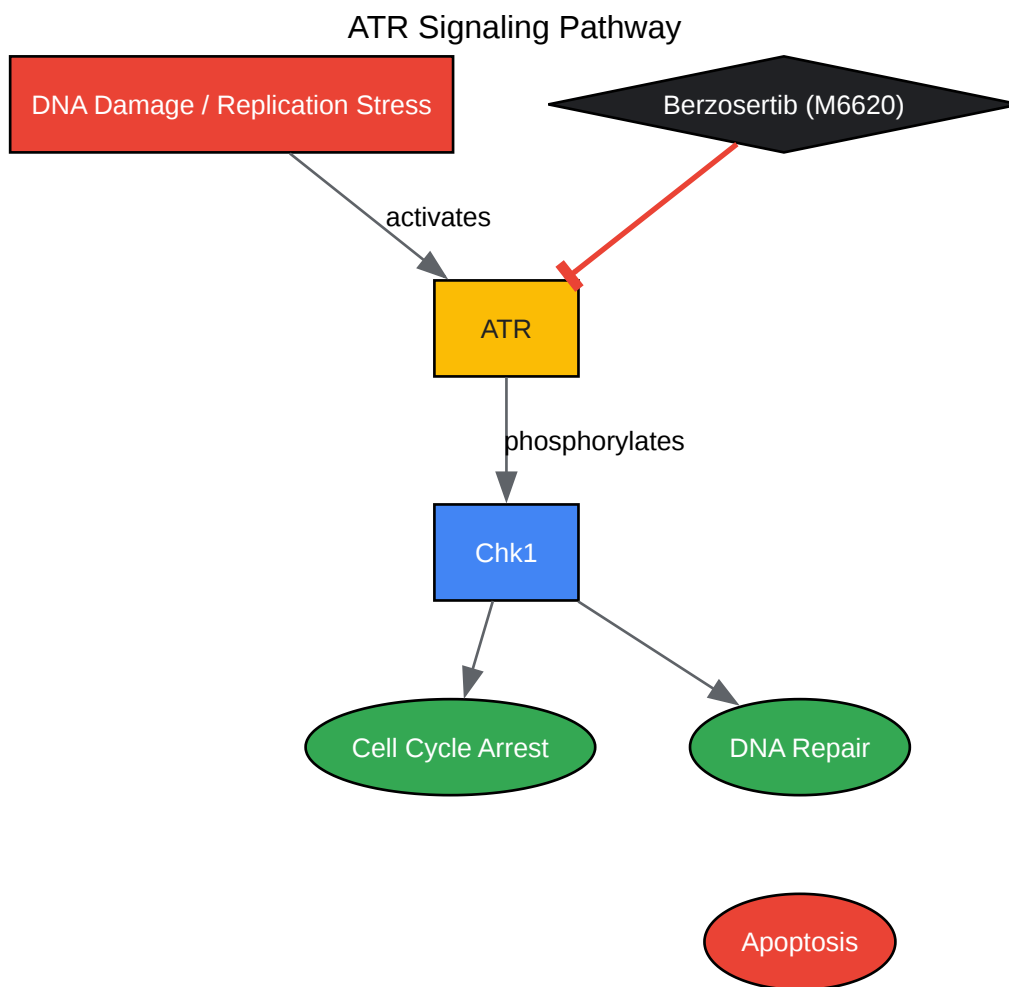 ATR Signaling Pathway
DNA Damage / Replication Stress
Berzosertib (M6620)
activates
ATR
phosphorylates
Chk1
Cell Cycle Arrest
DNA Repair
Apoptosis